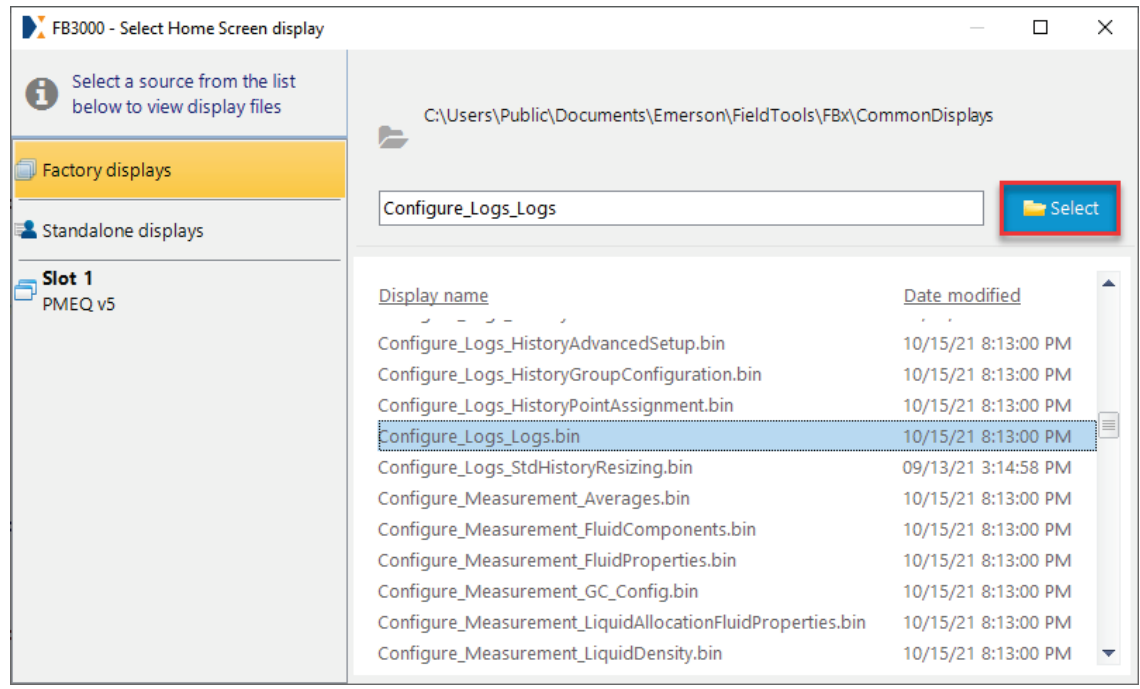 FB3000 - Select Home Screen display
Select a source from the list
below to view display files
Factory displays
Standalone displays
Slot 1
PMEQ v5
C:\Users\Public\Documents\Emerson\FieldTools\FBx\CommonDisplays
Configure_Logs_Logs
Select
Display name Date modified
Configure_Logs_HistoryAdvancedSetup.bin 10/15/21 8:13:00 PM
Configure_Logs_HistoryGroupConfiguration.bin 10/15/21 8:13:00 PM
Configure_Logs_HistoryPointAssignment.bin 10/15/21 8:13:00 PM
Configure_Logs_Logs.bin 10/15/21 8:13:00 PM
Configure_Logs_StdHistoryResizing.bin 09/13/21 3:14:58 PM
Configure_Measurement_Averages.bin 10/15/21 8:13:00 PM
Configure_Measurement_FluidComponents.bin 10/15/21 8:13:00 PM
Configure_Measurement_FluidProperties.bin 10/15/21 8:13:00 PM
Configure_Measurement_GC_Config.bin 10/15/21 8:13:00 PM
Configure_Measurement_LiquidAllocationFluidProperties.bin 10/15/21 8:13:00 PM
Configure_Measurement_LiquidDensity.bin 10/15/21 8:13:00 PM